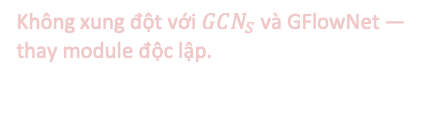 Không xung đột với GCN_S và GFlowNet —
thay module độc lập.